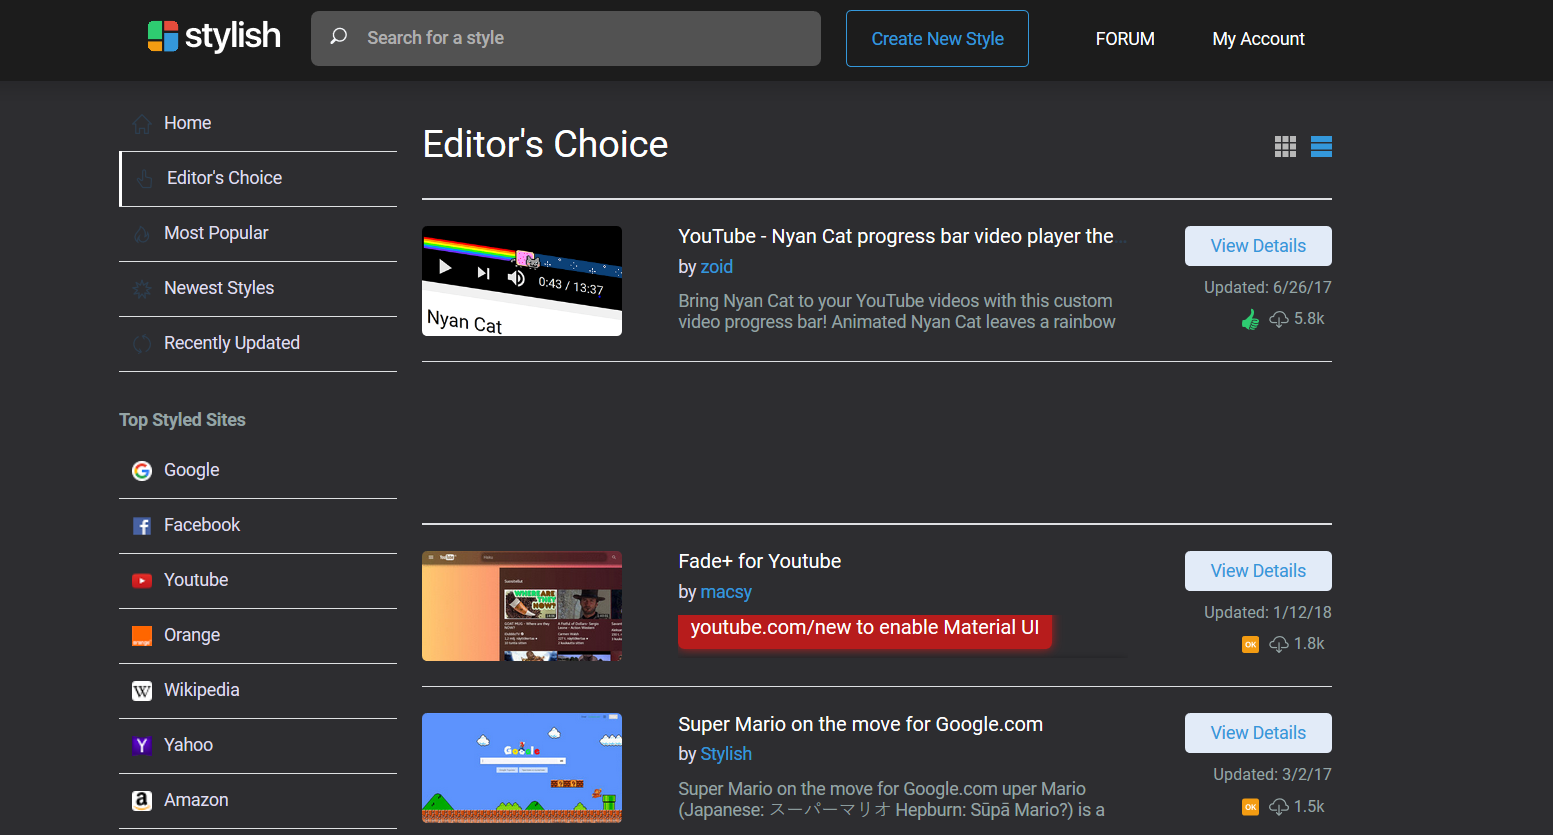 stylish
Search for a style
Create New Style
FORUM
My Account
Home
Editor's Choice
Most Popular
Newest Styles
Recently Updated
Top Styled Sites
Google
Facebook
Youtube
Orange
Wikipedia
Yahoo
Amazon
Editor's Choice
0:43 / 13:37
Nyan Cat
YouTube - Nyan Cat progress bar video player the...
by zoid
Bring Nyan Cat to your YouTube videos with this custom
video progress bar! Animated Nyan Cat leaves a rainbow
View Details
Updated: 6/26/17
5.8k
WHERE ARE
THEY NOW?
Fade+ for Youtube
by macsy
youtube.com/new to enable Material UI
View Details
Updated: 1/12/18
OK
1.8k
Google
Super Mario on the move for Google.com
by Stylish
Super Mario on the move for Google.com uper Mario
(Japanese: スーパーマリオ Hepburn: Sūpā Mario?) is a
View Details
Updated: 3/2/17
OK
1.5k